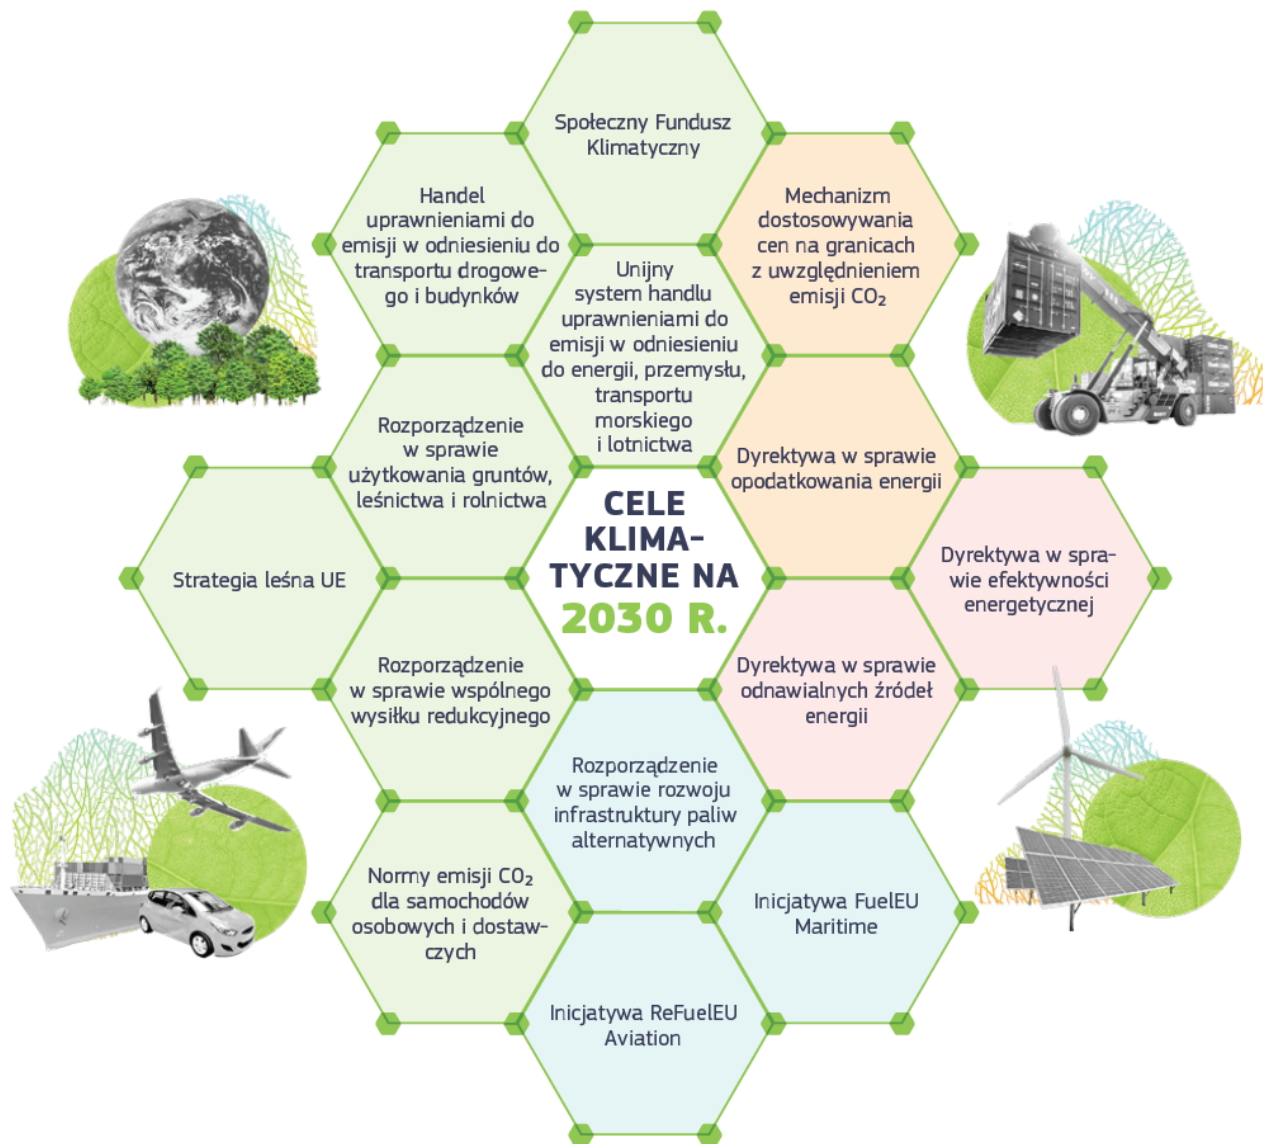 Społeczny Fundusz
Klimatyczny
Handel
uprawnieniami do
emisji w odniesieniu do
transportu drogowe-
go i budynków
Mechanizm
dostosowywania
cen na granicach
z uwzględnieniem
emisji CO₂
Unijny
system handlu
uprawnieniami do
emisji w odniesieniu
do energii, przemysłu,
transportu
morskiego
i lotnictwa
Rozporządzenie
w sprawie
użytkowania gruntów,
leśnictwa i rolnictwa
Dyrektywa w sprawie
opodatkowania energii
CELE
KLIMA-
TYCZNE NA
2030 R.
Strategia leśna UE
Dyrektywa w spra-
wie efektywności
energetycznej
Rozporządzenie
w sprawie wspólnego
wysiłku redukcyjnego
Dyrektywa w sprawie
odnawialnych źródeł
energii
Rozporządzenie
w sprawie rozwoju
infrastruktury paliw
alternatywnych
Normy emisji CO₂
dla samochodów
osobowych i dostaw-
czych
Inicjatywa FuelEU
Maritime
Inicjatywa ReFuelEU
Aviation